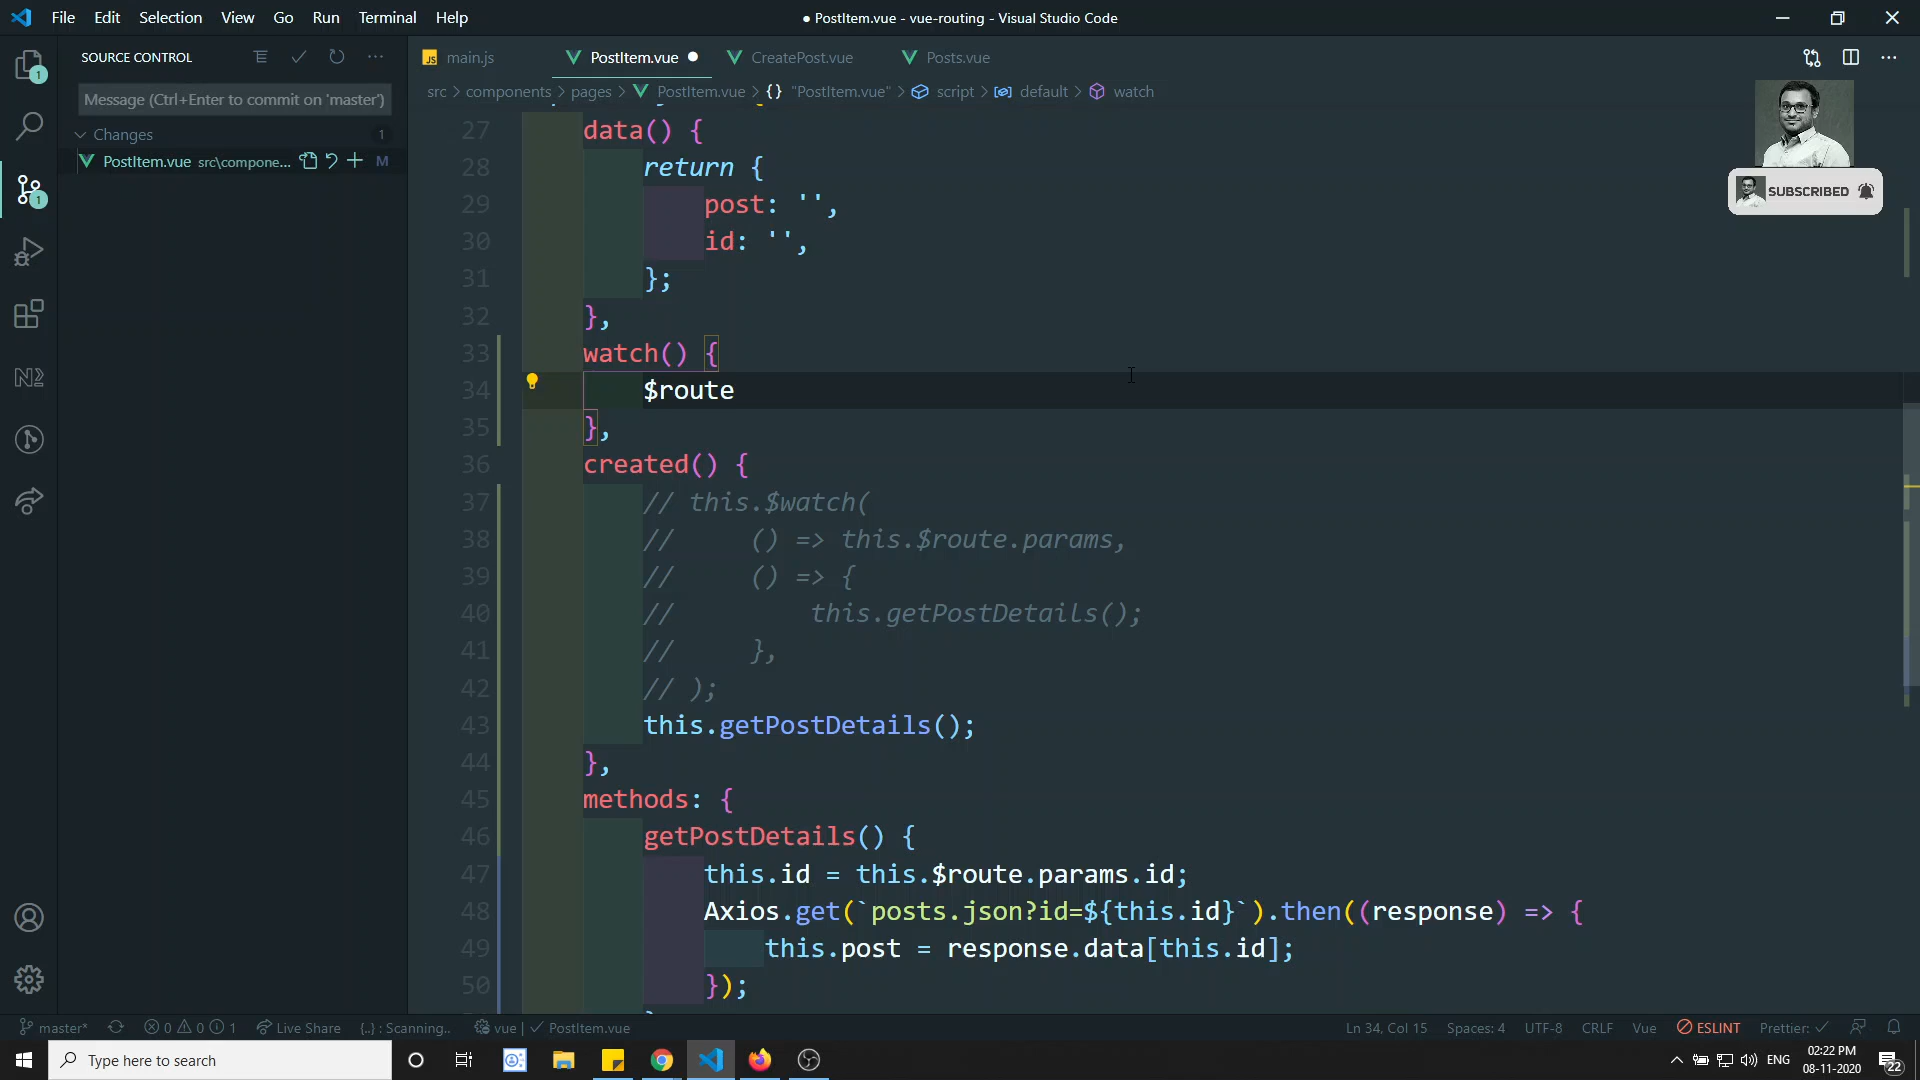 File Edit Selection View Go Run Terminal Help
● PostItem.vue - vue-routing - Visual Studio Code
SOURCE CONTROL
Message (Ctrl+Enter to commit on 'master')
Changes 1
PostItem.vue src\compone... M
1
1
main.js PostItem.vue CreatePost.vue Posts.vue
src > components > pages > PostItem.vue > {} "PostItem.vue" > script > default > watch
SUBSCRIBED
27 data() {
28 return {
29 post: '',
30 id: '',
31 };
32 },
33 watch() {
34 $route
35 },
36 created() {
37 // this.$watch(
38 // () => this.$route.params,
39 // () => {
40 // this.getPostDetails();
41 // },
42 // );
43 this.getPostDetails();
44 },
45 methods: {
46 getPostDetails() {
47 this.id = this.$route.params.id;
48 Axios.get(`posts.json?id=${this.id}`).then((response) => {
49 this.post = response.data[this.id];
50 });
master* 0 0 1 Live Share {..} : Scanning.. vue | ✓ PostItem.vue
Ln 34, Col 15 Spaces: 4 UTF-8 CRLF Vue ESLINT Prettier: ✓
Type here to search
ENG
02:22 PM
08-11-2020
22